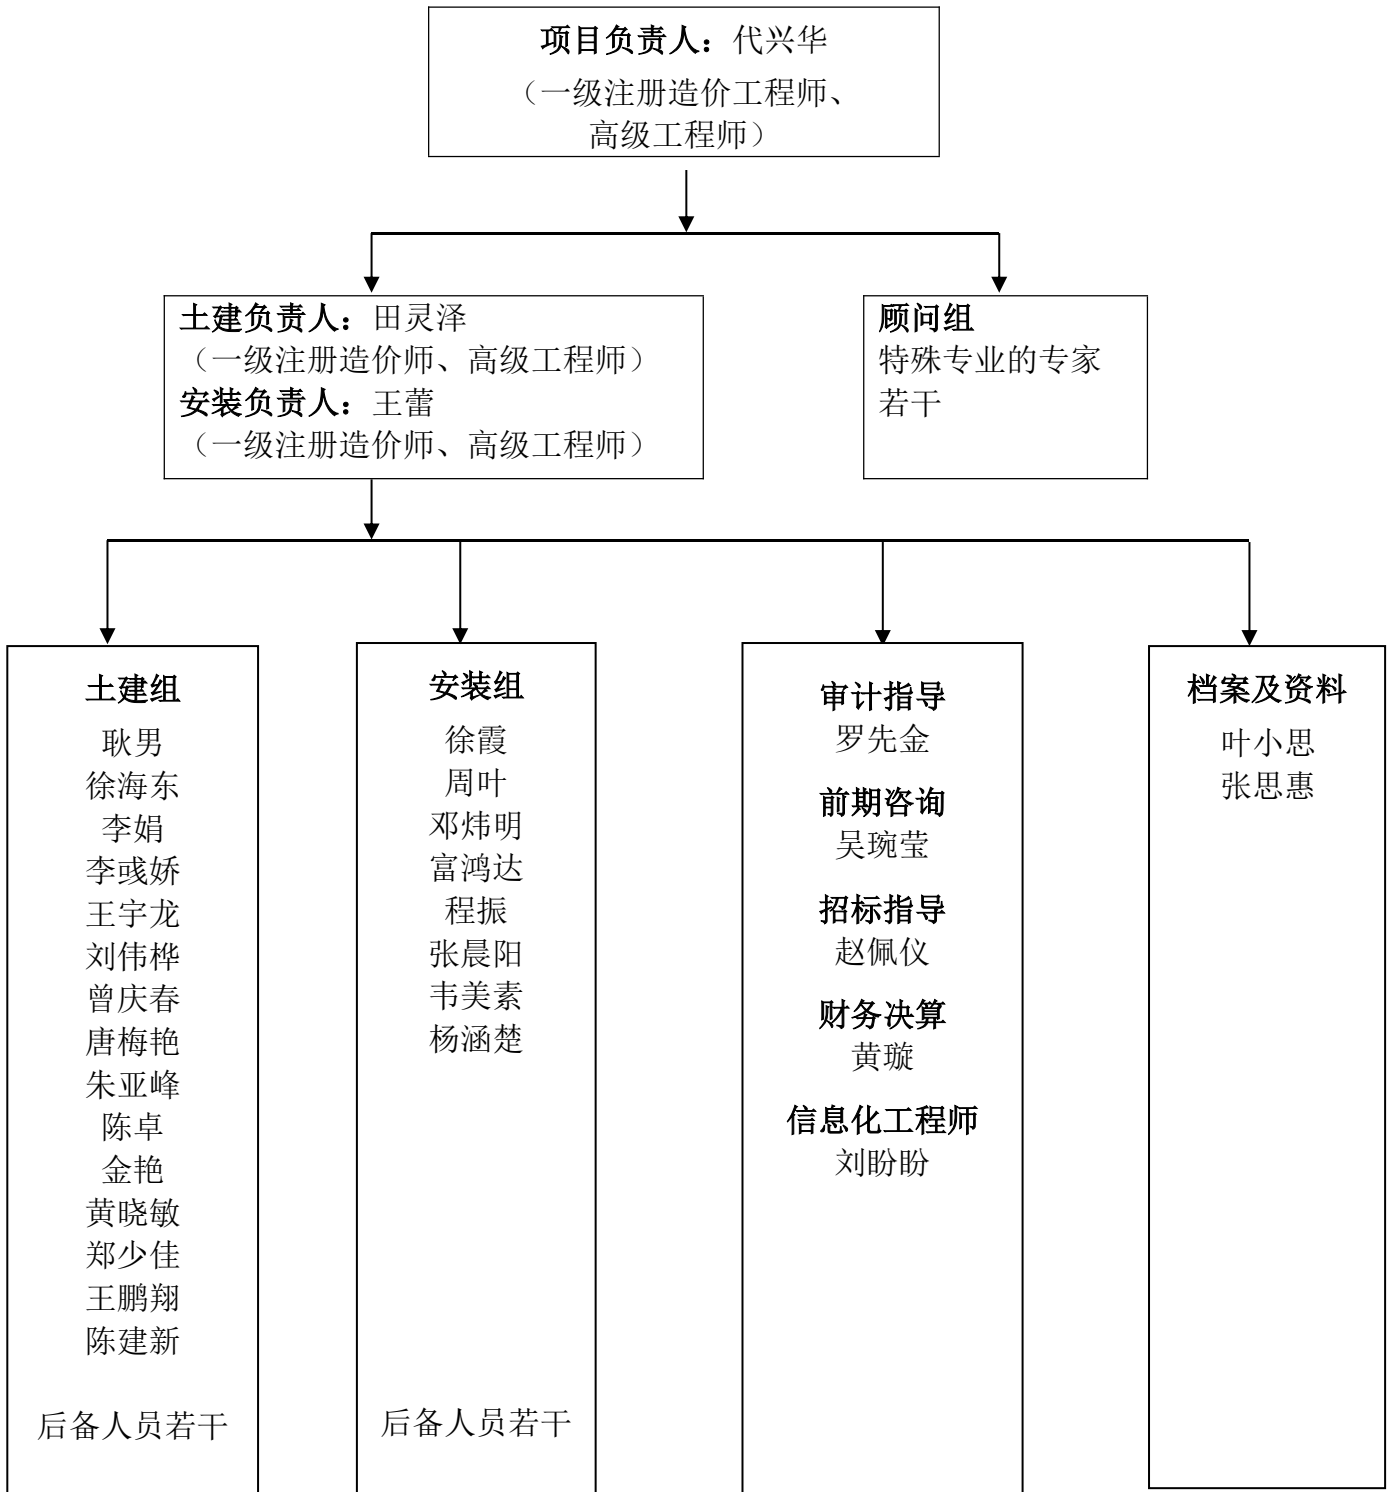 项目负责人：代兴华
（一级注册造价工程师、
高级工程师）
土建负责人：田灵泽
（一级注册造价师、高级工程师）
安装负责人：王蕾
（一级注册造价师、高级工程师）
顾问组
特殊专业的专家
若干
土建组
耿男
徐海东
李娟
李彧娇
王宇龙
刘伟桦
曾庆春
唐梅艳
朱亚峰
陈卓
金艳
黄晓敏
郑少佳
王鹏翔
陈建新
后备人员若干
安装组
徐霞
周叶
邓炜明
富鸿达
程振
张晨阳
韦美素
杨涵楚
后备人员若干
审计指导
罗先金
前期咨询
吴琬莹
招标指导
赵佩仪
财务决算
黄璇
信息化工程师
刘盼盼
档案及资料
叶小思
张思惠